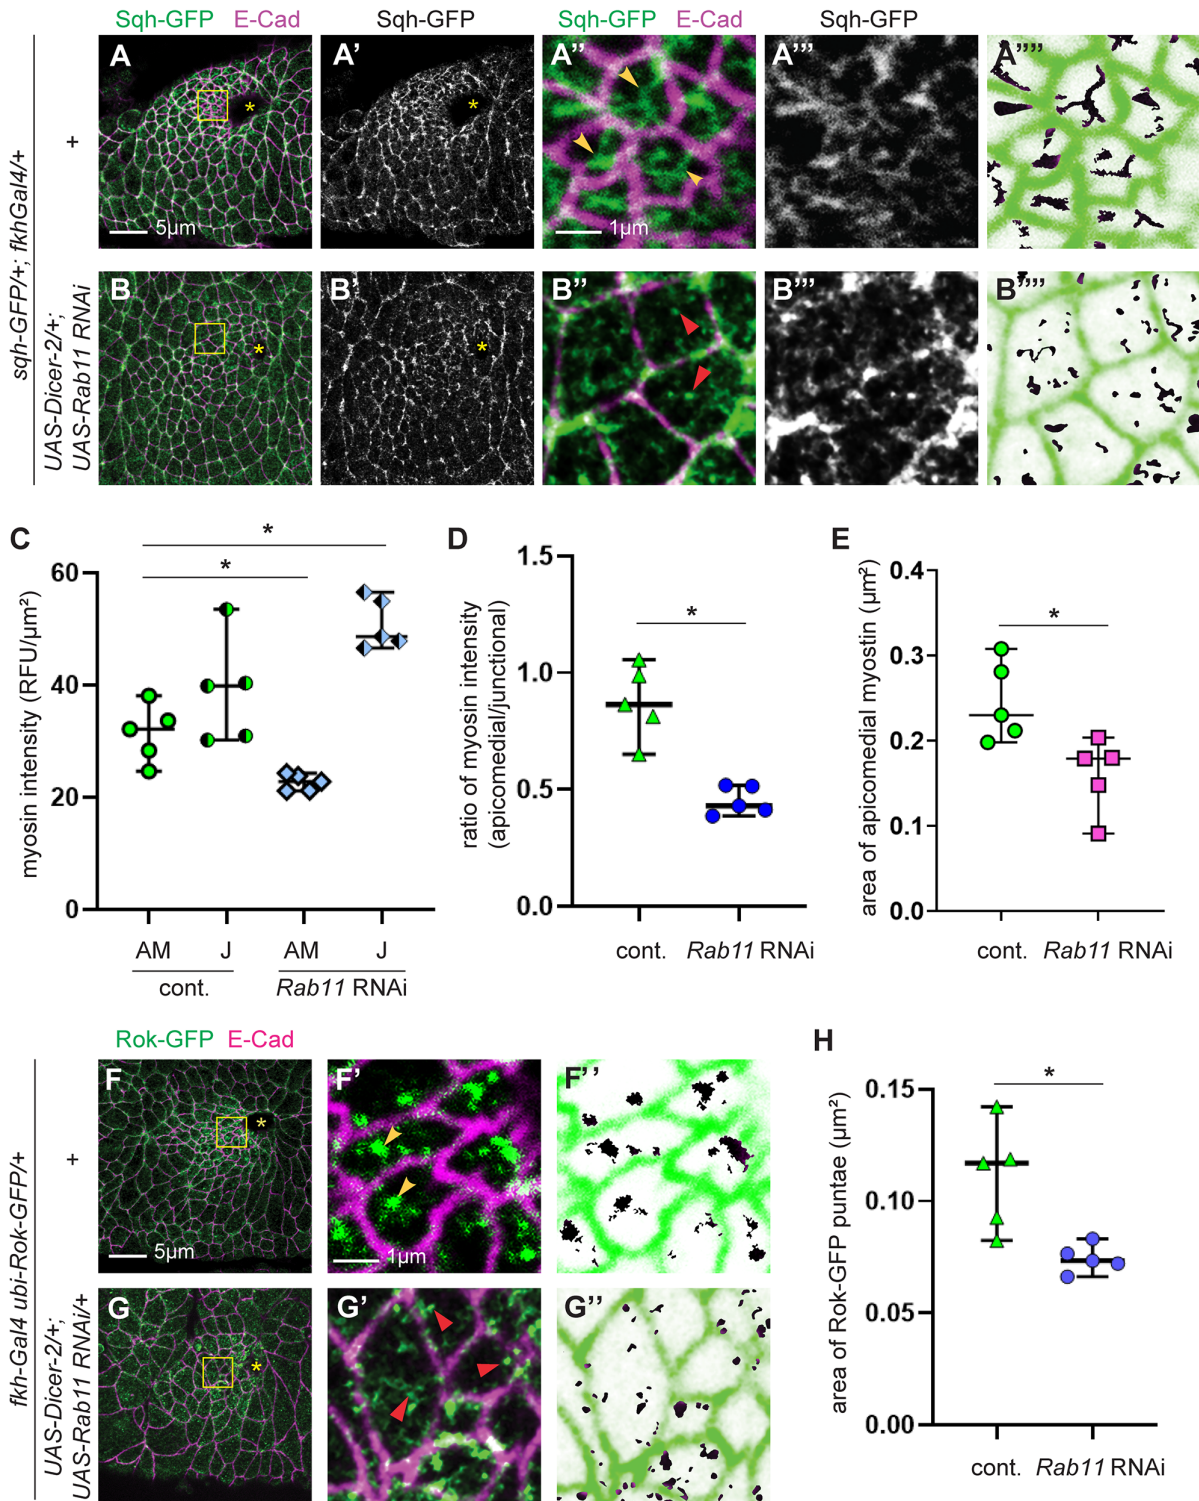 Sqh-GFP E-Cad Sqh-GFP Sqh-GFP E-Cad Sqh-GFP
sqh-GFP/+; fkhGal4/+
+
A A’ A’’ A’’’ A’’’’
* *
5µm 1µm
UAS-Dicer-2/+;
UAS-Rab11 RNAi
B B’ B’’ B’’’ B’’’’
* *
C
myosin intensity (RFU/µm²)
60
40
20
0
*
*
AM J AM J
cont. Rab11 RNAi
D
ratio of myosin intensity
(apicomedial/junctional)
1.5
1.0
0.5
0.0
*
cont. Rab11 RNAi
E
area of apicomedial myostin (µm²)
0.4
0.3
0.2
0.1
0.0
*
cont. Rab11 RNAi
Rok-GFP E-Cad
fkh-Gal4 ubi-Rok-GFP/+
+
F F’ F’’
*
5µm 1µm
UAS-Dicer-2/+;
UAS-Rab11 RNAi/+
G G’ G’’
*
H
area of Rok-GFP puntae (µm²)
0.15
0.10
0.05
0.00
*
cont. Rab11 RNAi